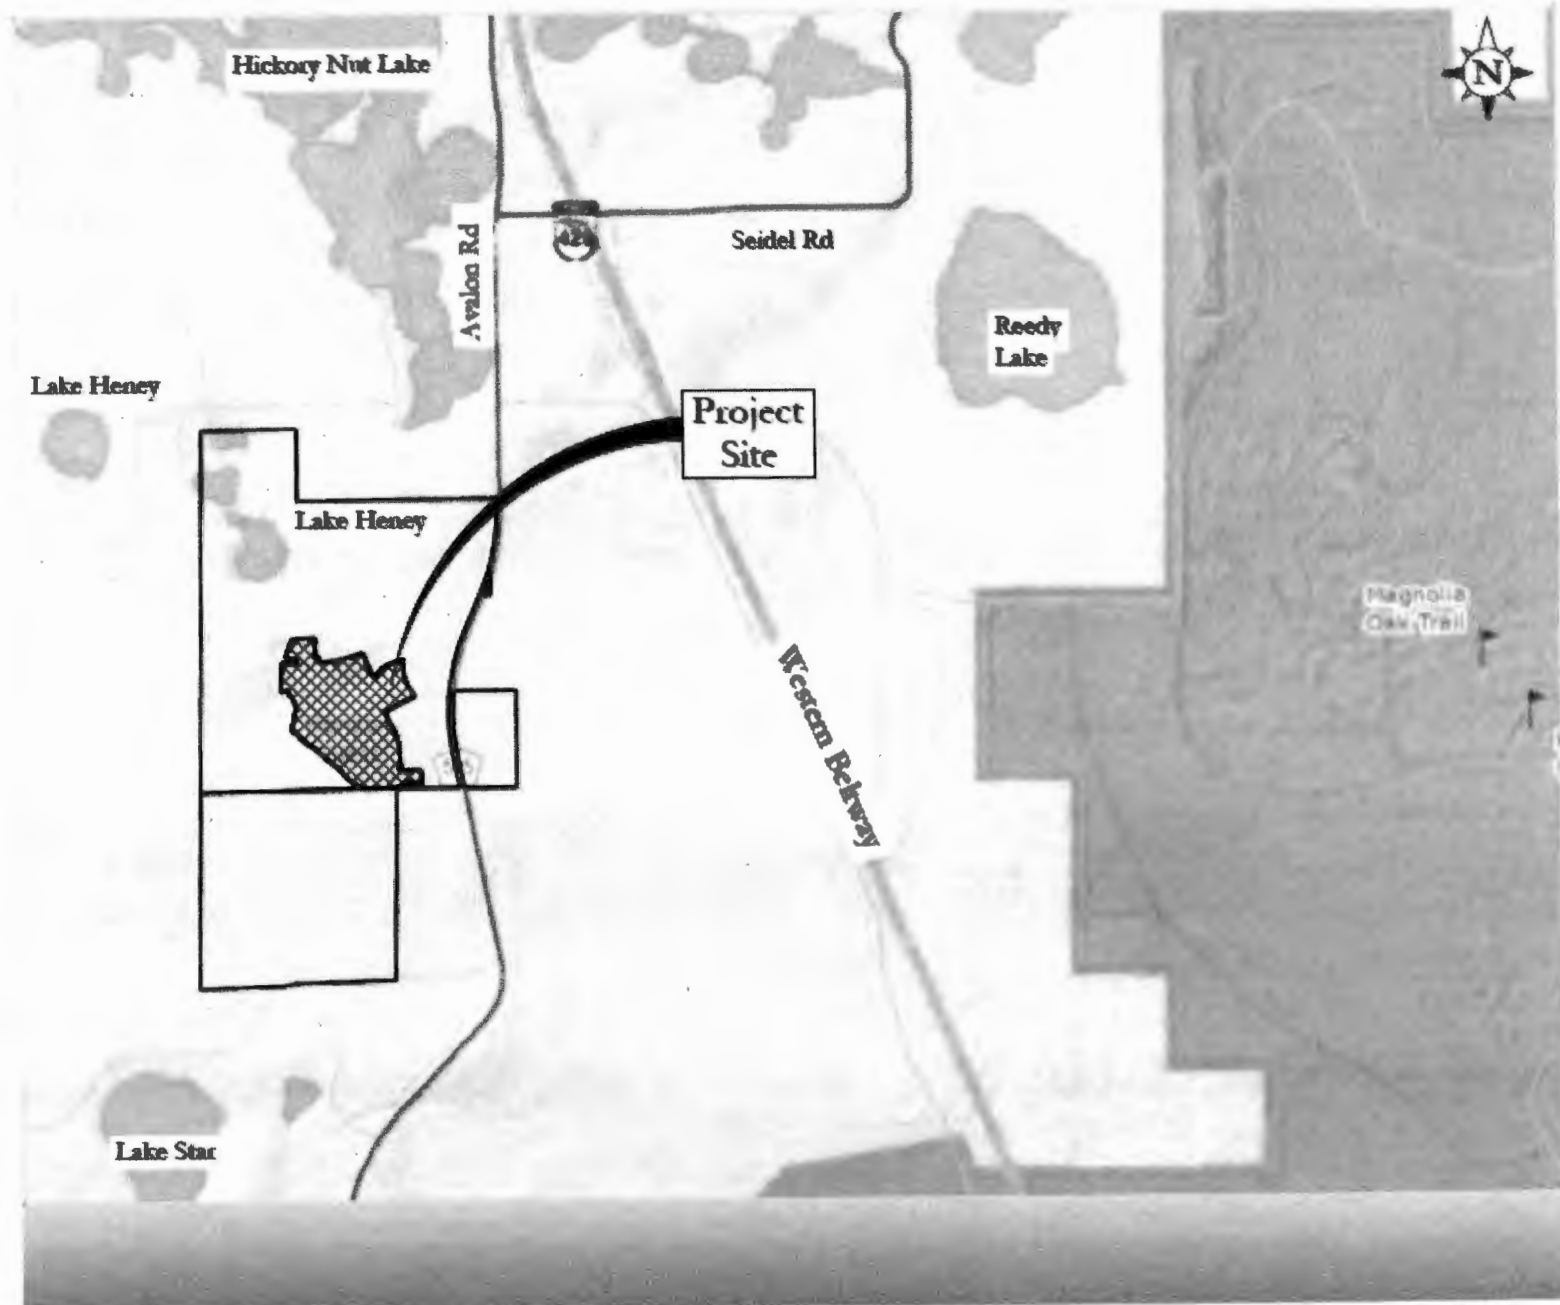 Hickory Nut Lake
N
Avalon Rd
Seidel Rd
Reedy
Lake
Lake Heney
Project
Site
Lake Heney
Magnolia
Oak Trail
Western Beltway
Lake Star